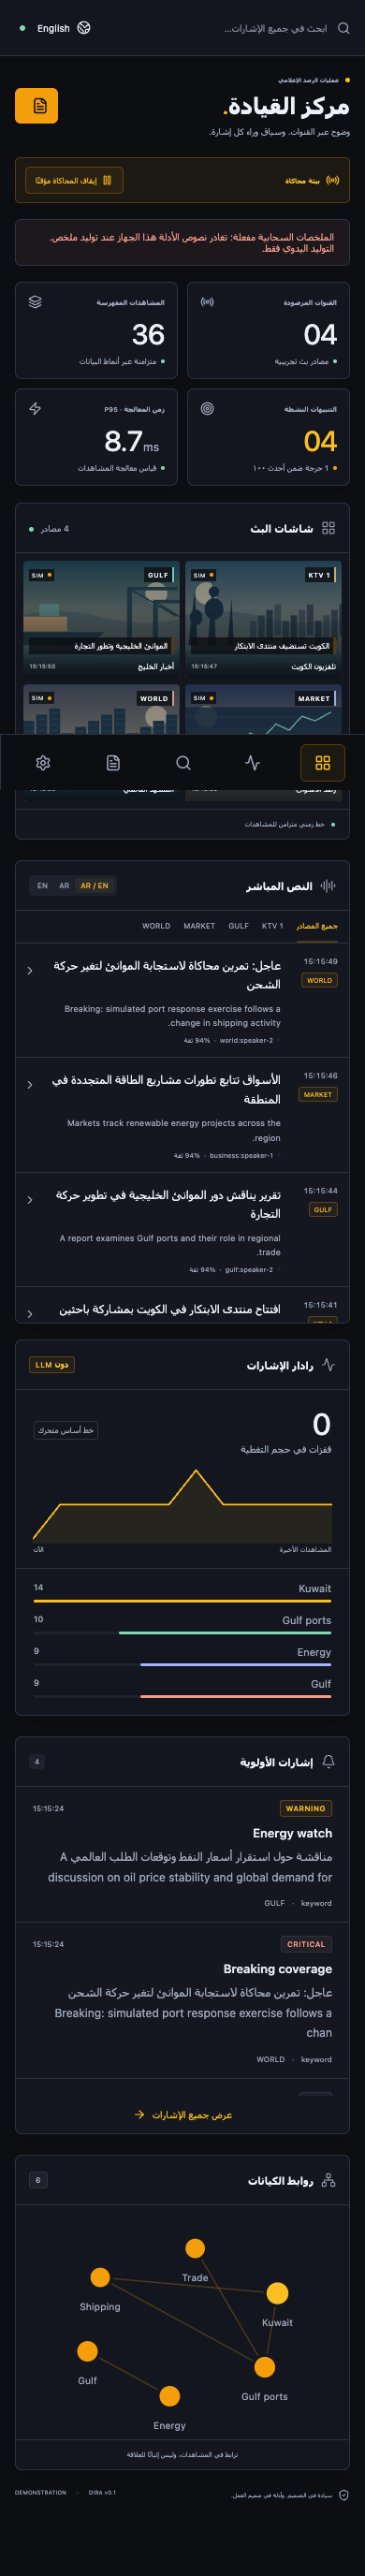 ابحث في جميع الإشارات...
English
عمليات الرصد الإعلامي
مركز القيادة.
وضوح عبر القنوات. وسياق وراء كل إشارة.
بيئة محاكاة
إيقاف المحاكاة مؤقتًا
الملخصات السحابية مفعلة: تغادر نصوص الأدلة هذا الجهاز عند توليد ملخص.
التوليد اليدوي فقط.
القنوات المرصودة
04
مصادر بث تجريبية
المشاهدات المفهرسة
36
متزامنة عبر أنماط البيانات
التنبيهات النشطة
04
1 حرجة ضمن أحدث ١٠٠
زمن المعالجة · P95
8.7ms
قياس معالجة المشاهدات
شاشات البث
4 مصادر
KTV 1
SIM
الكويت تستضيف منتدى الابتكار
تلفزيون الكويت
15:15:47
GULF
SIM
الموانئ الخليجية وتطور التجارة
أخبار الخليج
15:15:50
MARKET
SIM
WORLD
SIM
خط زمني متزامن للمشاهدات
النص المباشر
AR / EN
AR
EN
جميع المصادر
KTV 1
GULF
MARKET
WORLD
15:15:49
WORLD
عاجل: تمرين محاكاة لاستجابة الموانئ لتغير حركة
الشحن
Breaking: simulated port response exercise follows a
change in shipping activity.
world:speaker-2 · 94% ثقة
15:15:46
MARKET
الأسواق تتابع تطورات مشاريع الطاقة المتجددة في
المنطقة
Markets track renewable energy projects across the
region.
business:speaker-1 · 94% ثقة
15:15:44
GULF
تقرير يناقش دور الموانئ الخليجية في تطوير حركة
التجارة
A report examines Gulf ports and their role in regional
trade.
gulf:speaker-2 · 94% ثقة
15:15:41
افتتاح منتدى الابتكار في الكويت بمشاركة باحثين
رادار الإشارات
دون LLM
0
قفزات في حجم التغطية
خط أساس متحرك
المشاهدات الأخيرة
الآن
Kuwait
14
Gulf ports
10
Energy
9
Gulf
9
إشارات الأولوية
4
WARNING
15:15:24
Energy watch
مناقشة حول استقرار أسعار النفط وتوقعات الطلب العالمي A
discussion on oil price stability and global demand for
keyword · GULF
CRITICAL
15:15:24
Breaking coverage
عاجل: تمرين محاكاة لاستجابة الموانئ لتغير حركة الشحن
Breaking: simulated port response exercise follows a
chan
keyword · WORLD
عرض جميع الإشارات
روابط الكيانات
6
Trade
Shipping
Kuwait
Gulf
Gulf ports
Energy
ترابط في المشاهدات، وليس إثباتًا للعلاقة
سيادة في التصميم. وأدلة في صميم العمل.
DIRA v0.1
·
DEMONSTRATION